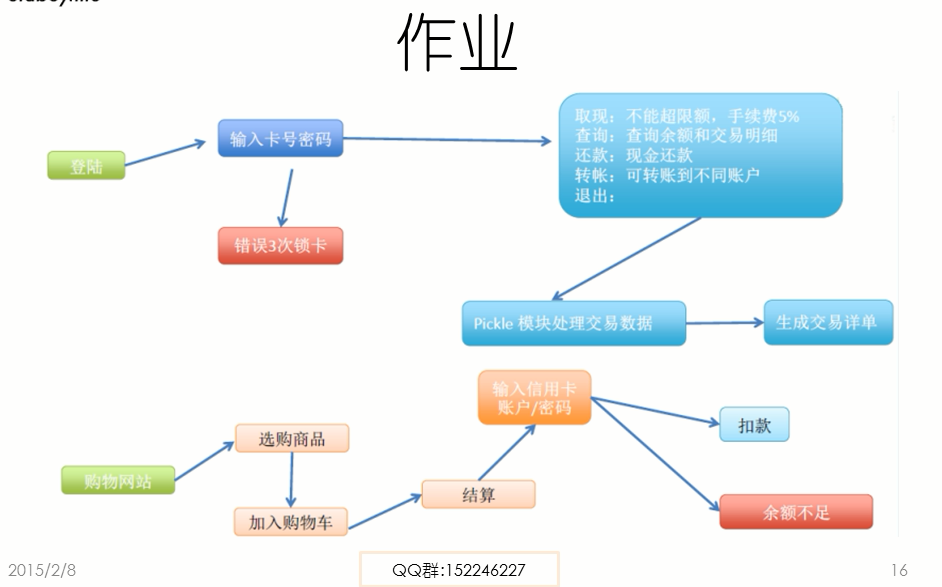 作业
登陆
输入卡号密码
错误3次锁卡
取现：不能超限额，手续费5%
查询：查询余额和交易明细
还款：现金还款
转帐：可转账到不同账户
退出：
Pickle 模块处理交易数据
生成交易详单
输入信用卡
账户/密码
扣款
余额不足
选购商品
购物网站
加入购物车
结算
2015/2/8
QQ群:152246227
16